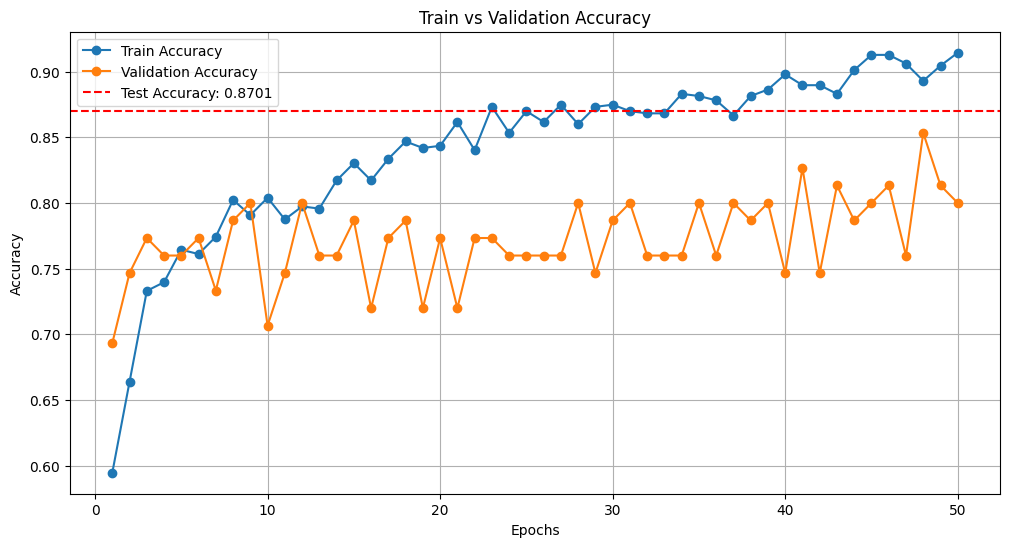 Train vs Validation Accuracy
Train Accuracy
Validation Accuracy
Test Accuracy: 0.8701
Accuracy
0.90
0.85
0.80
0.75
0.70
0.65
0.60
0 10 20 30 40 50
Epochs